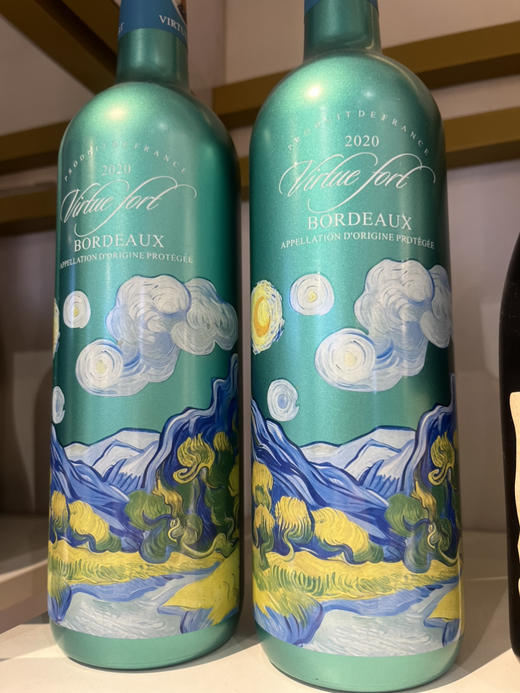 VIRTU
PRODUIT DE FRANCE
2020
Virtue fort
BORDEAUX
APPELLATION D'ORIGINE PROTÉGÉE
PRODUIT DE FRANCE
2020
Virtue fort
BORDEAUX
APPELLATION D'ORIGINE PROTÉGÉE